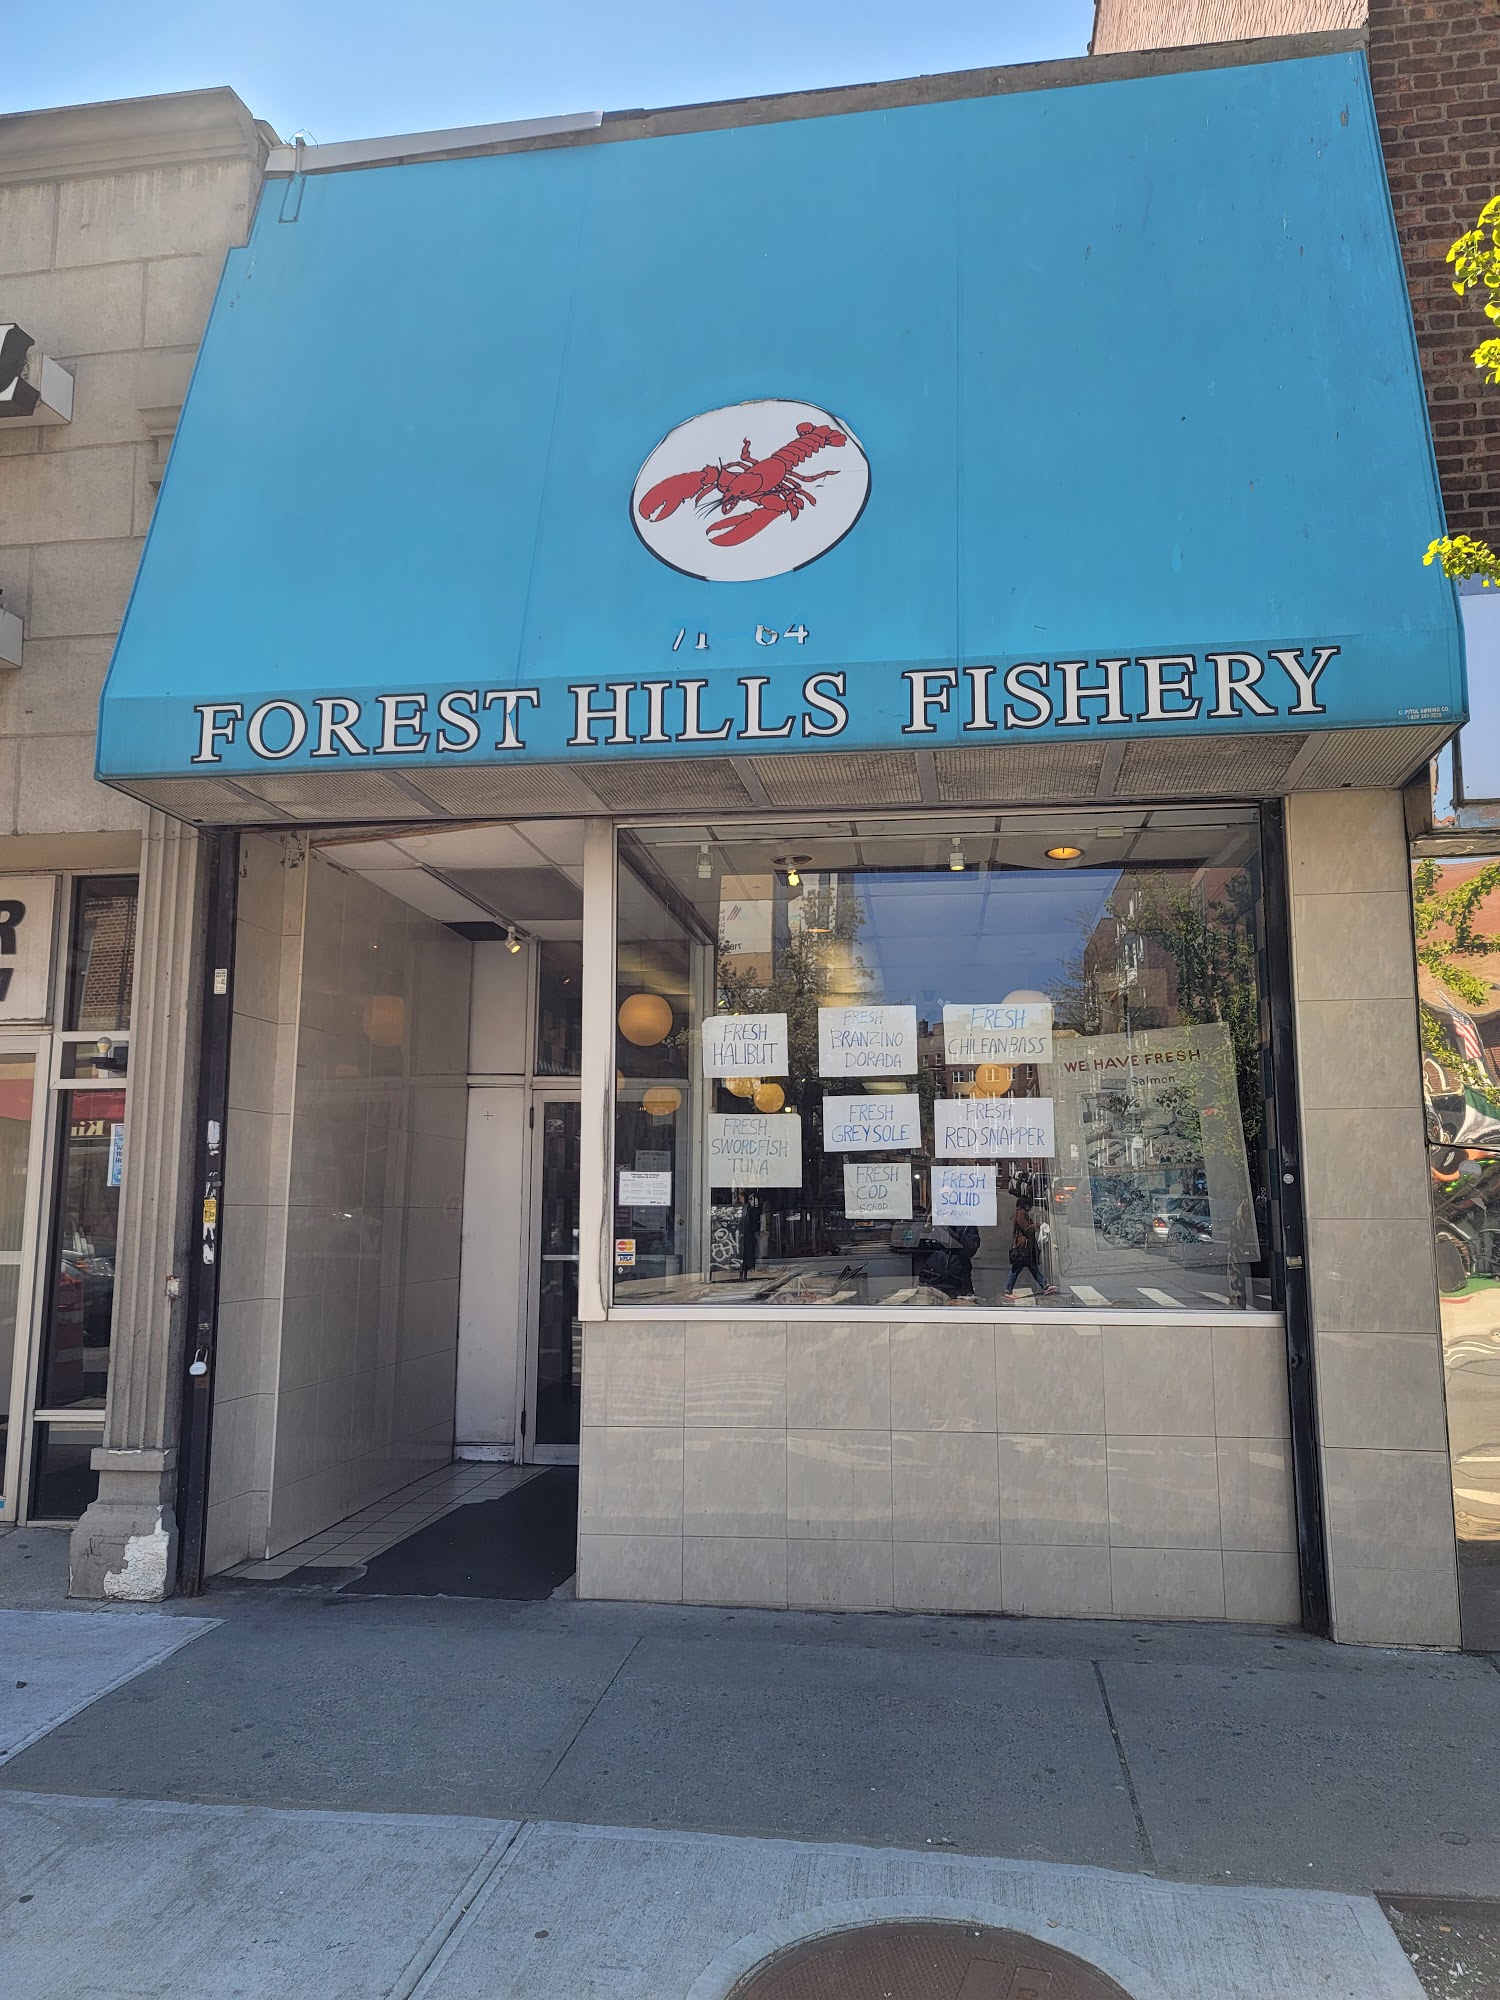 FOREST HILLS FISHERY
FRESH
HALIBUT
FRESH
BRANZINO
DORADA
FRESH
CHILEAN BASS
WE HAVE FRESH
Salmon
FRESH
SWORDFISH
TUNA
FRESH
GREY SOLE
FRESH
RED SNAPPER
FRESH
COD
SCROD
FRESH
SQUID
VISA